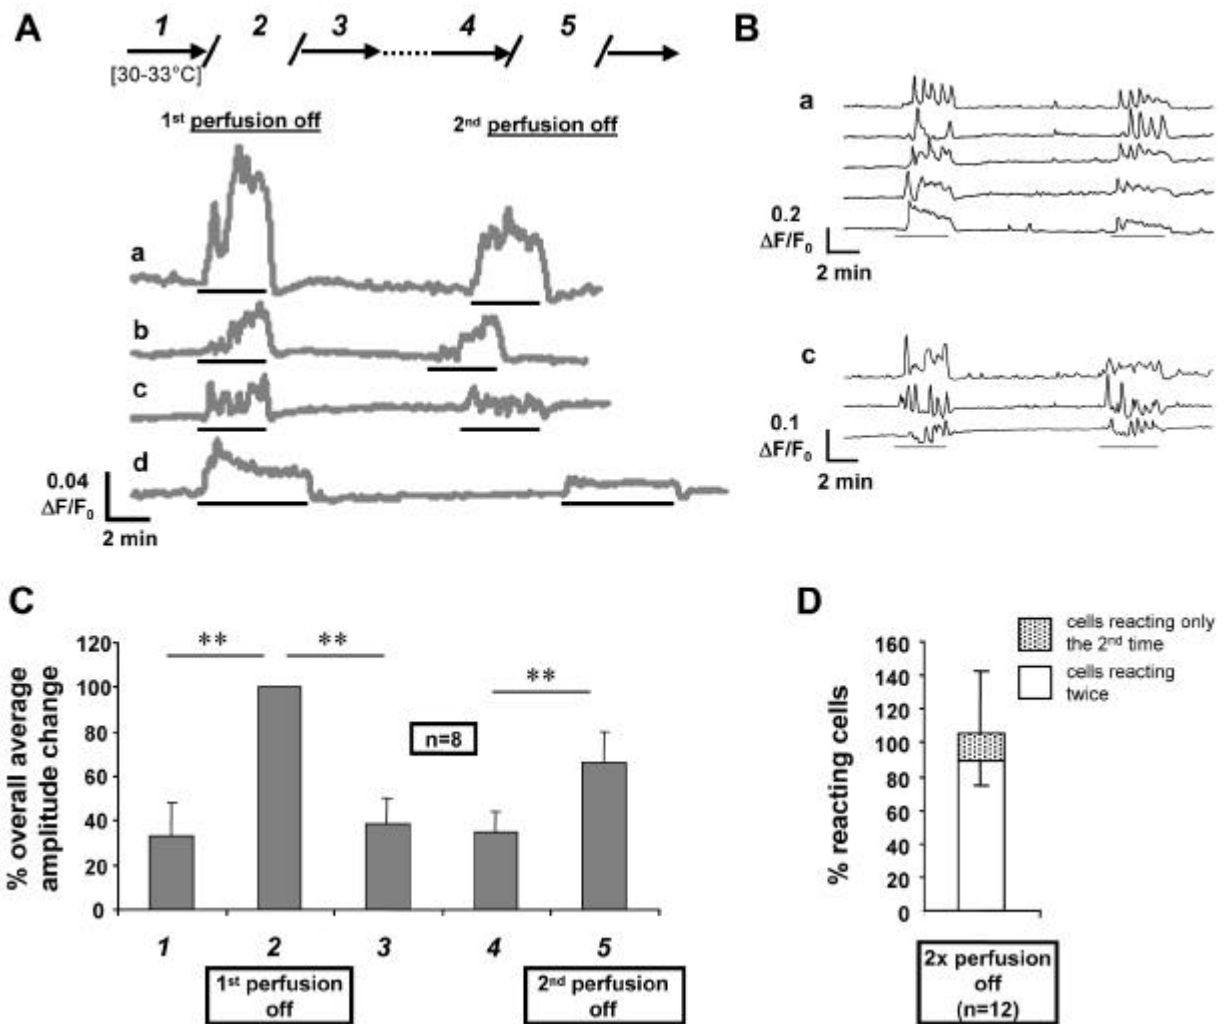 A
1 2 3 4 5
[30-33°C]
1st perfusion off
2nd perfusion off
a
b
c
d
0.04
ΔF/F0
2 min
B
a
0.2
ΔF/F0
2 min
c
0.1
ΔF/F0
2 min
C
% overall average
amplitude change
120
100
80
60
40
20
0
**
**
**
n=8
1 2 3 4 5
1st perfusion
off
2nd perfusion
off
D
% reacting cells
160
140
120
100
80
60
40
20
0
cells reacting only
the 2nd time
cells reacting
twice
2x perfusion
off
(n=12)